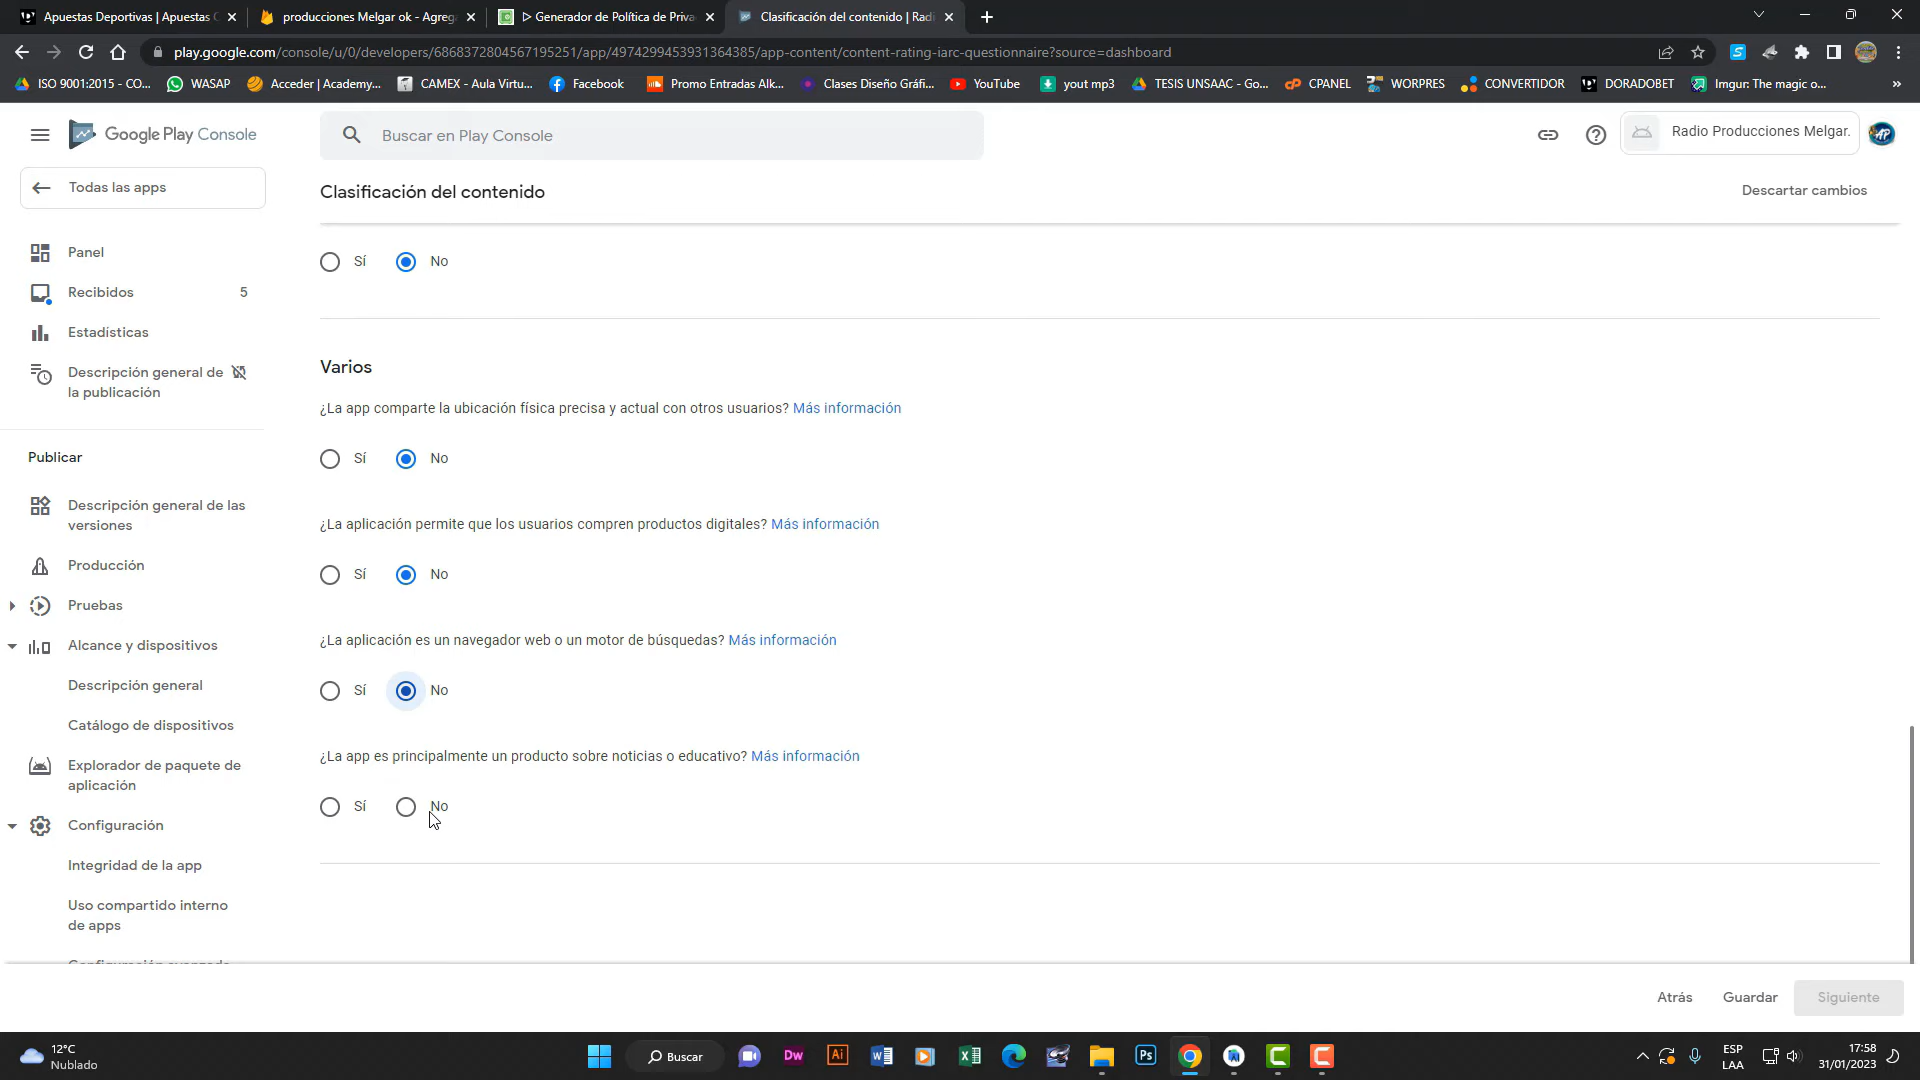 Apuestas Deportivas | Apuestas
producciones Melgar ok - Agrega
Generador de Política de Priva
Clasificación del contenido | Radi
play.google.com/console/u/0/developers/6868372804567195251/app/4974299453931364385/app-content/content-rating-iarc-questionnaire?source=dashboard
ISO 9001:2015 - CO...
WASAP
Acceder | Academy...
CAMEX - Aula Virtu...
Facebook
Promo Entradas Alk...
Clases Diseño Gráfi...
YouTube
yout mp3
TESIS UNSAAC - Go...
CPANEL
WORPRES
CONVERTIDOR
DORADOBET
Imgur: The magic o...
»
Google Play Console
Buscar en Play Console
Radio Producciones Melgar.
Todas las apps
Clasificación del contenido
Descartar cambios
Panel
Recibidos 5
Estadísticas
Descripción general de
la publicación
Publicar
Descripción general de las
versiones
Producción
Pruebas
Alcance y dispositivos
Descripción general
Catálogo de dispositivos
Explorador de paquete de
aplicación
Configuración
Integridad de la app
Uso compartido interno
de apps
Configuración avanzada
Sí No
Varios
¿La app comparte la ubicación física precisa y actual con otros usuarios? Más información
Sí No
¿La aplicación permite que los usuarios compren productos digitales? Más información
Sí No
¿La aplicación es un navegador web o un motor de búsquedas? Más información
Sí No
¿La app es principalmente un producto sobre noticias o educativo? Más información
Sí No
Atrás Guardar Siguiente
12°C
Nublado
Buscar
Dw
Ai
Ps
ESP
LAA
17:58
31/01/2023